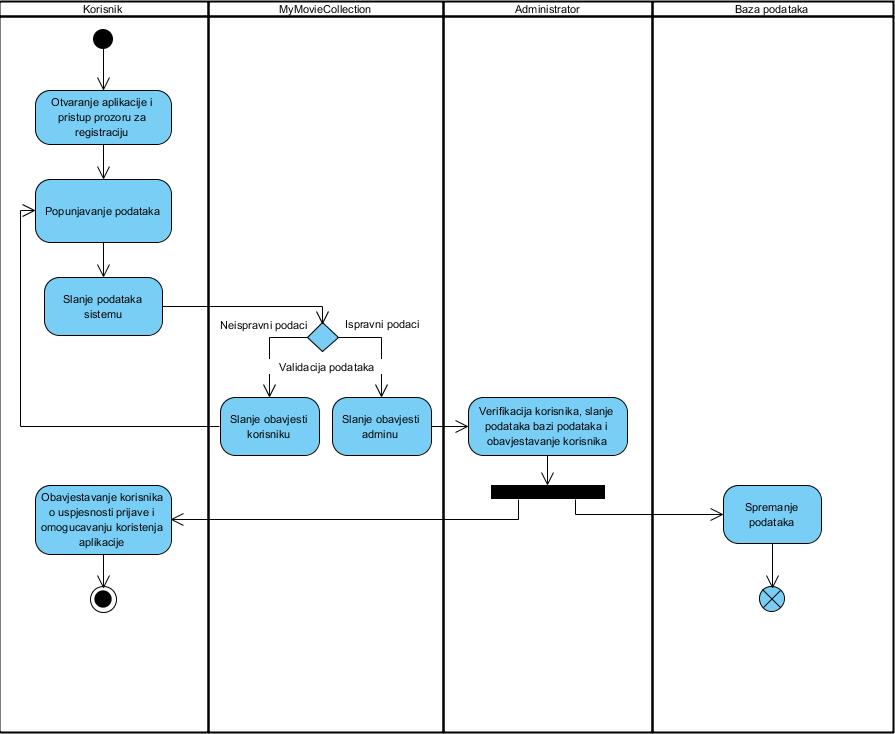 Korisnik
MyMovieCollection
Administrator
Baza podataka
Otvaranje aplikacije i
pristup prozoru za
registraciju
Popunjavanje podataka
Slanje podataka
sistemu
Neispravni podaci
Ispravni podaci
Validacija podataka
Slanje obavjesti
korisniku
Slanje obavjesti
adminu
Verifikacija korisnika, slanje
podataka bazi podataka i
obavjestavanje korisnika
Obavjestavanje korisnika
o uspjesnosti prijave i
omogucavanju koristenja
aplikacije
Spremanje
podataka